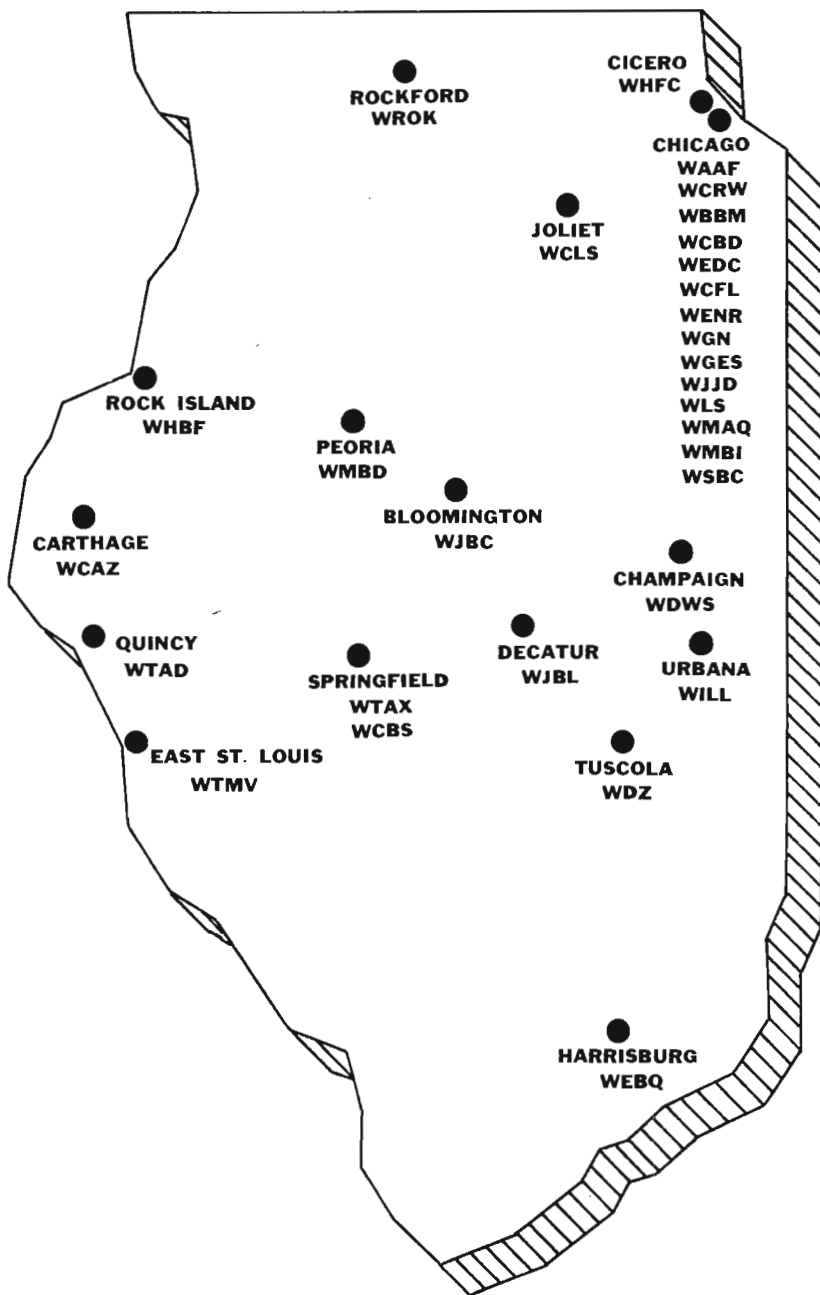 CICERO
WHFC
ROCKFORD
WROK
CHICAGO
WAAF
WCRW
WBBM
WCBD
WEDC
WCFL
WENR
WGN
WGES
WJJD
WLS
WMAQ
WMBI
WSBC
JOLIET
WCLS
ROCK ISLAND
WHBF
PEORIA
WMBD
BLOOMINGTON
WJBC
CARTHAGE
WCAZ
CHAMPAIGN
WDWS
QUINCY
WTAD
SPRINGFIELD
WTAX
WCBS
DECATUR
WJBL
URBANA
WILL
EAST ST. LOUIS
WTMV
TUSCOLA
WDZ
HARRISBURG
WEBQ